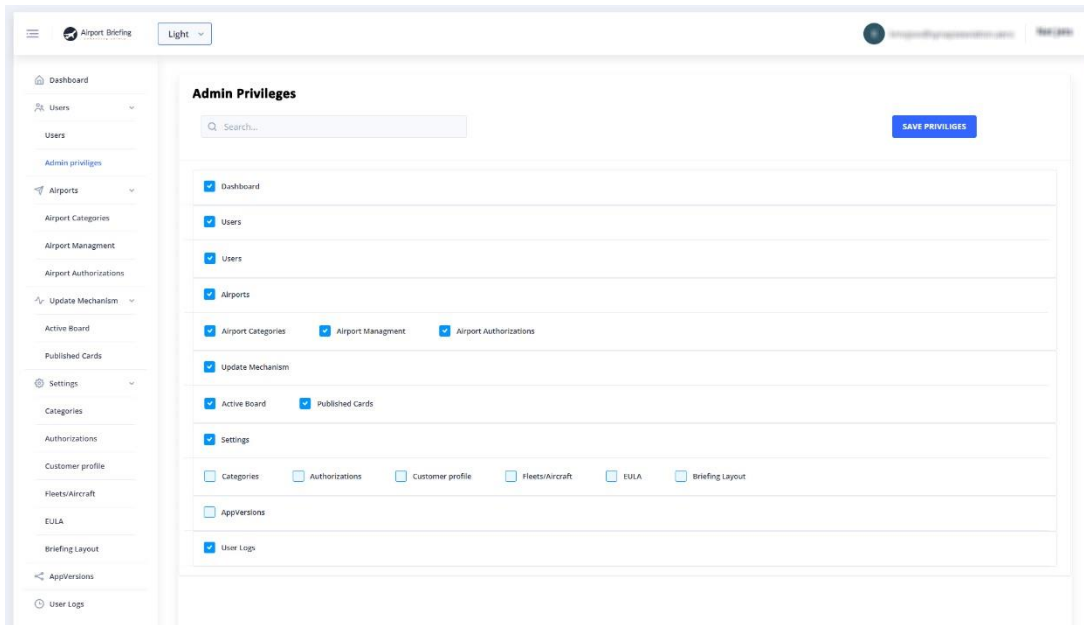 Airport Briefing
Light
Dashboard
Users
Users
Admin priviliges
Airports
Airport Categories
Airport Managment
Airport Authorizations
Update Mechanism
Active Board
Published Cards
Settings
Categories
Authorizations
Customer profile
Fleets/Aircraft
EULA
Briefing Layout
AppVersions
User Logs
Admin Privileges
Search...
SAVE PRIVILIGES
Dashboard
Users
Users
Airports
Airport Categories Airport Managment Airport Authorizations
Update Mechanism
Active Board Published Cards
Settings
Categories Authorizations Customer profile Fleets/Aircraft EULA Briefing Layout
AppVersions
User Logs